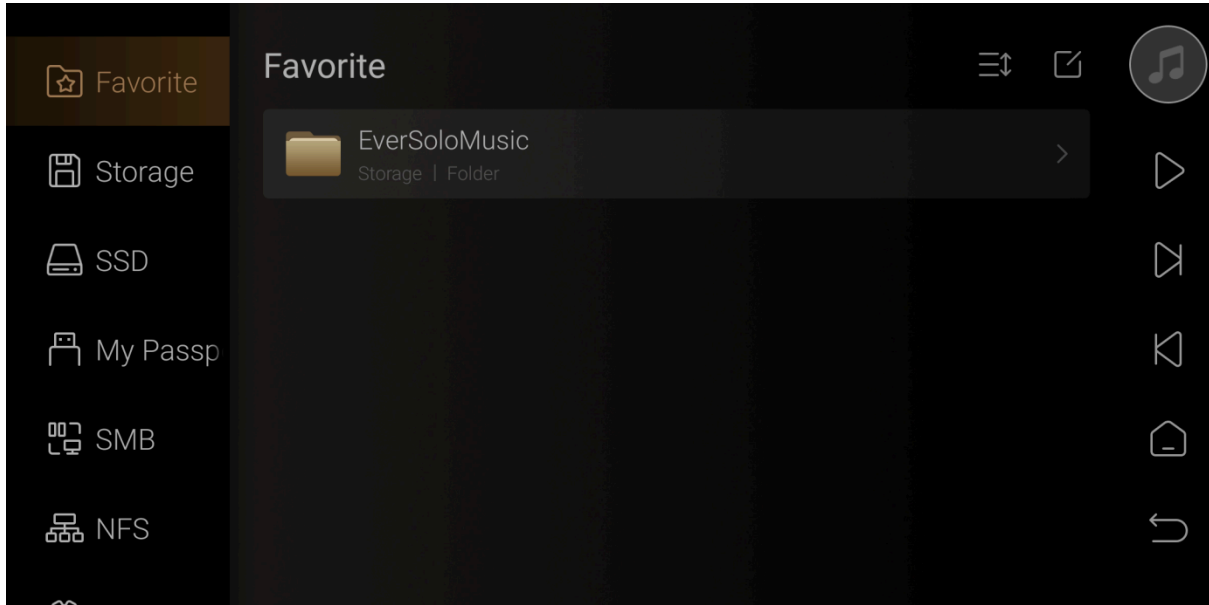 Favorite
Storage
SSD
My Passp
SMB
NFS
Favorite
EverSoloMusic
Storage | Folder